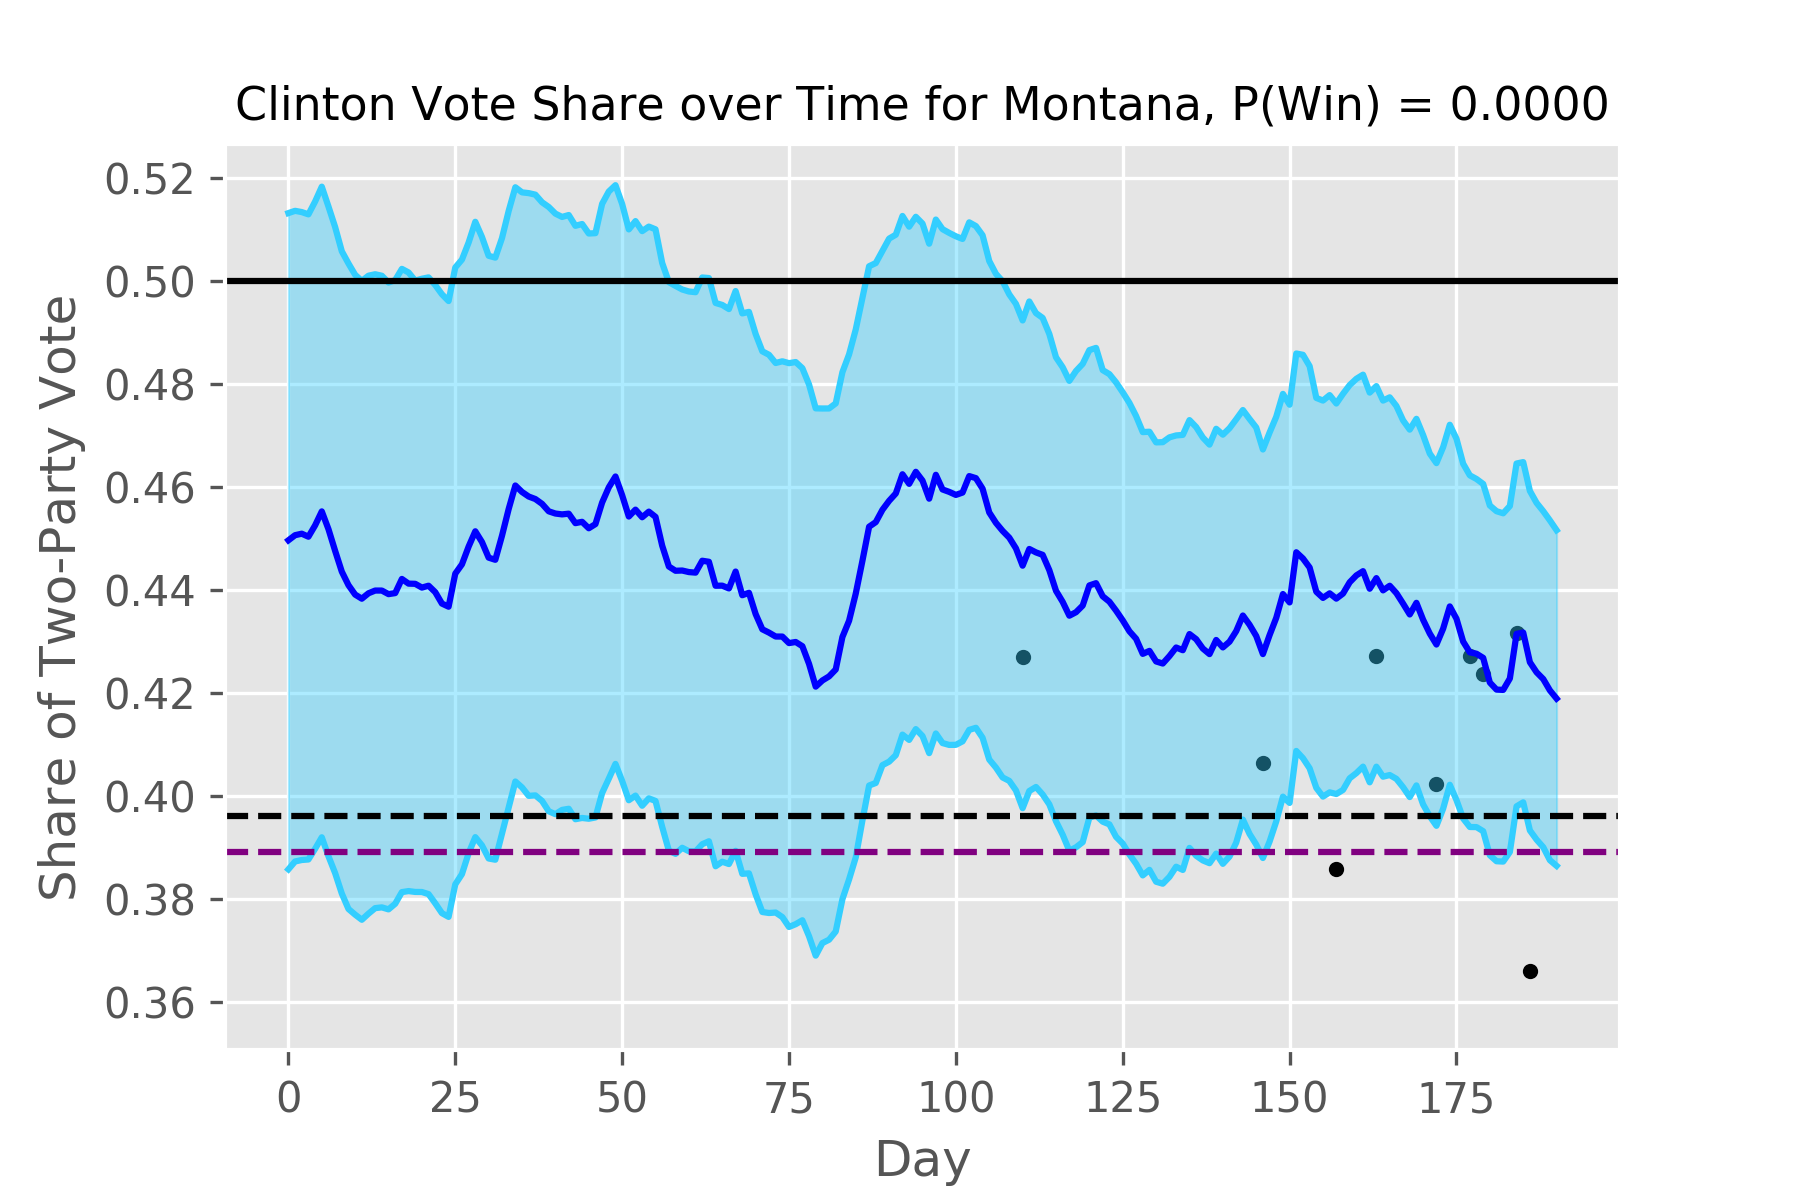 Clinton Vote Share over Time for Montana, P(Win) = 0.0000
Share of Two-Party Vote
0.52
0.50
0.48
0.46
0.44
0.42
0.40
0.38
0.36
0 25 50 75 100 125 150 175
Day